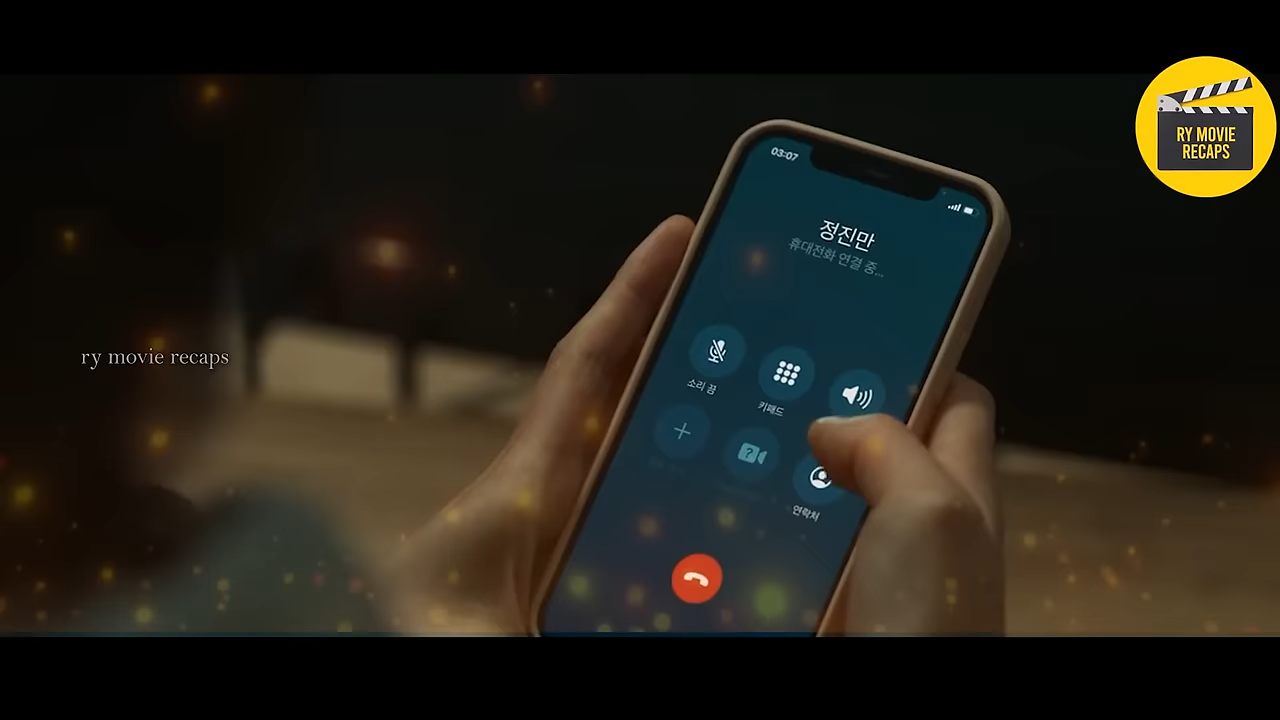 RY MOVIE
RECAPS
03:07
정진만
휴대전화 연결 중...
소리 끔
키패드
ry movie recaps
연락처